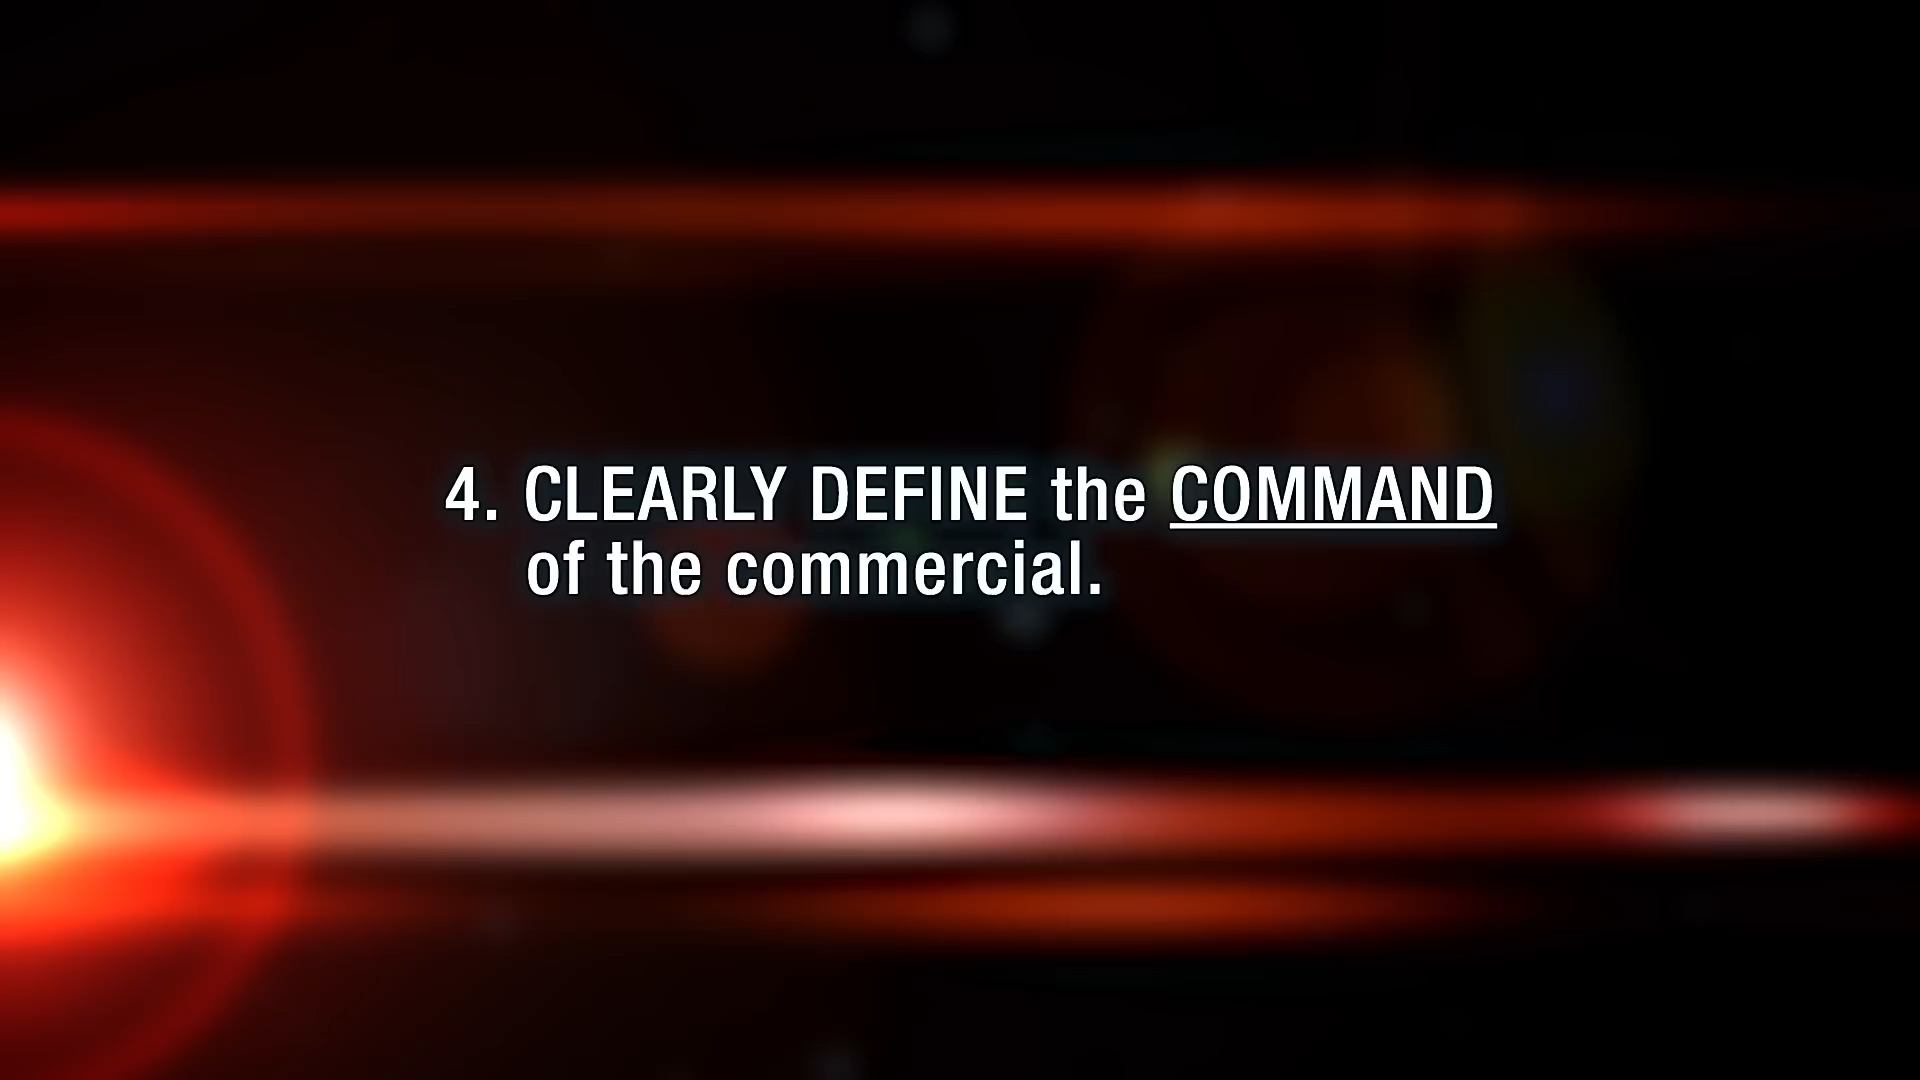 4. CLEARLY DEFINE the COMMAND
of the commercial.